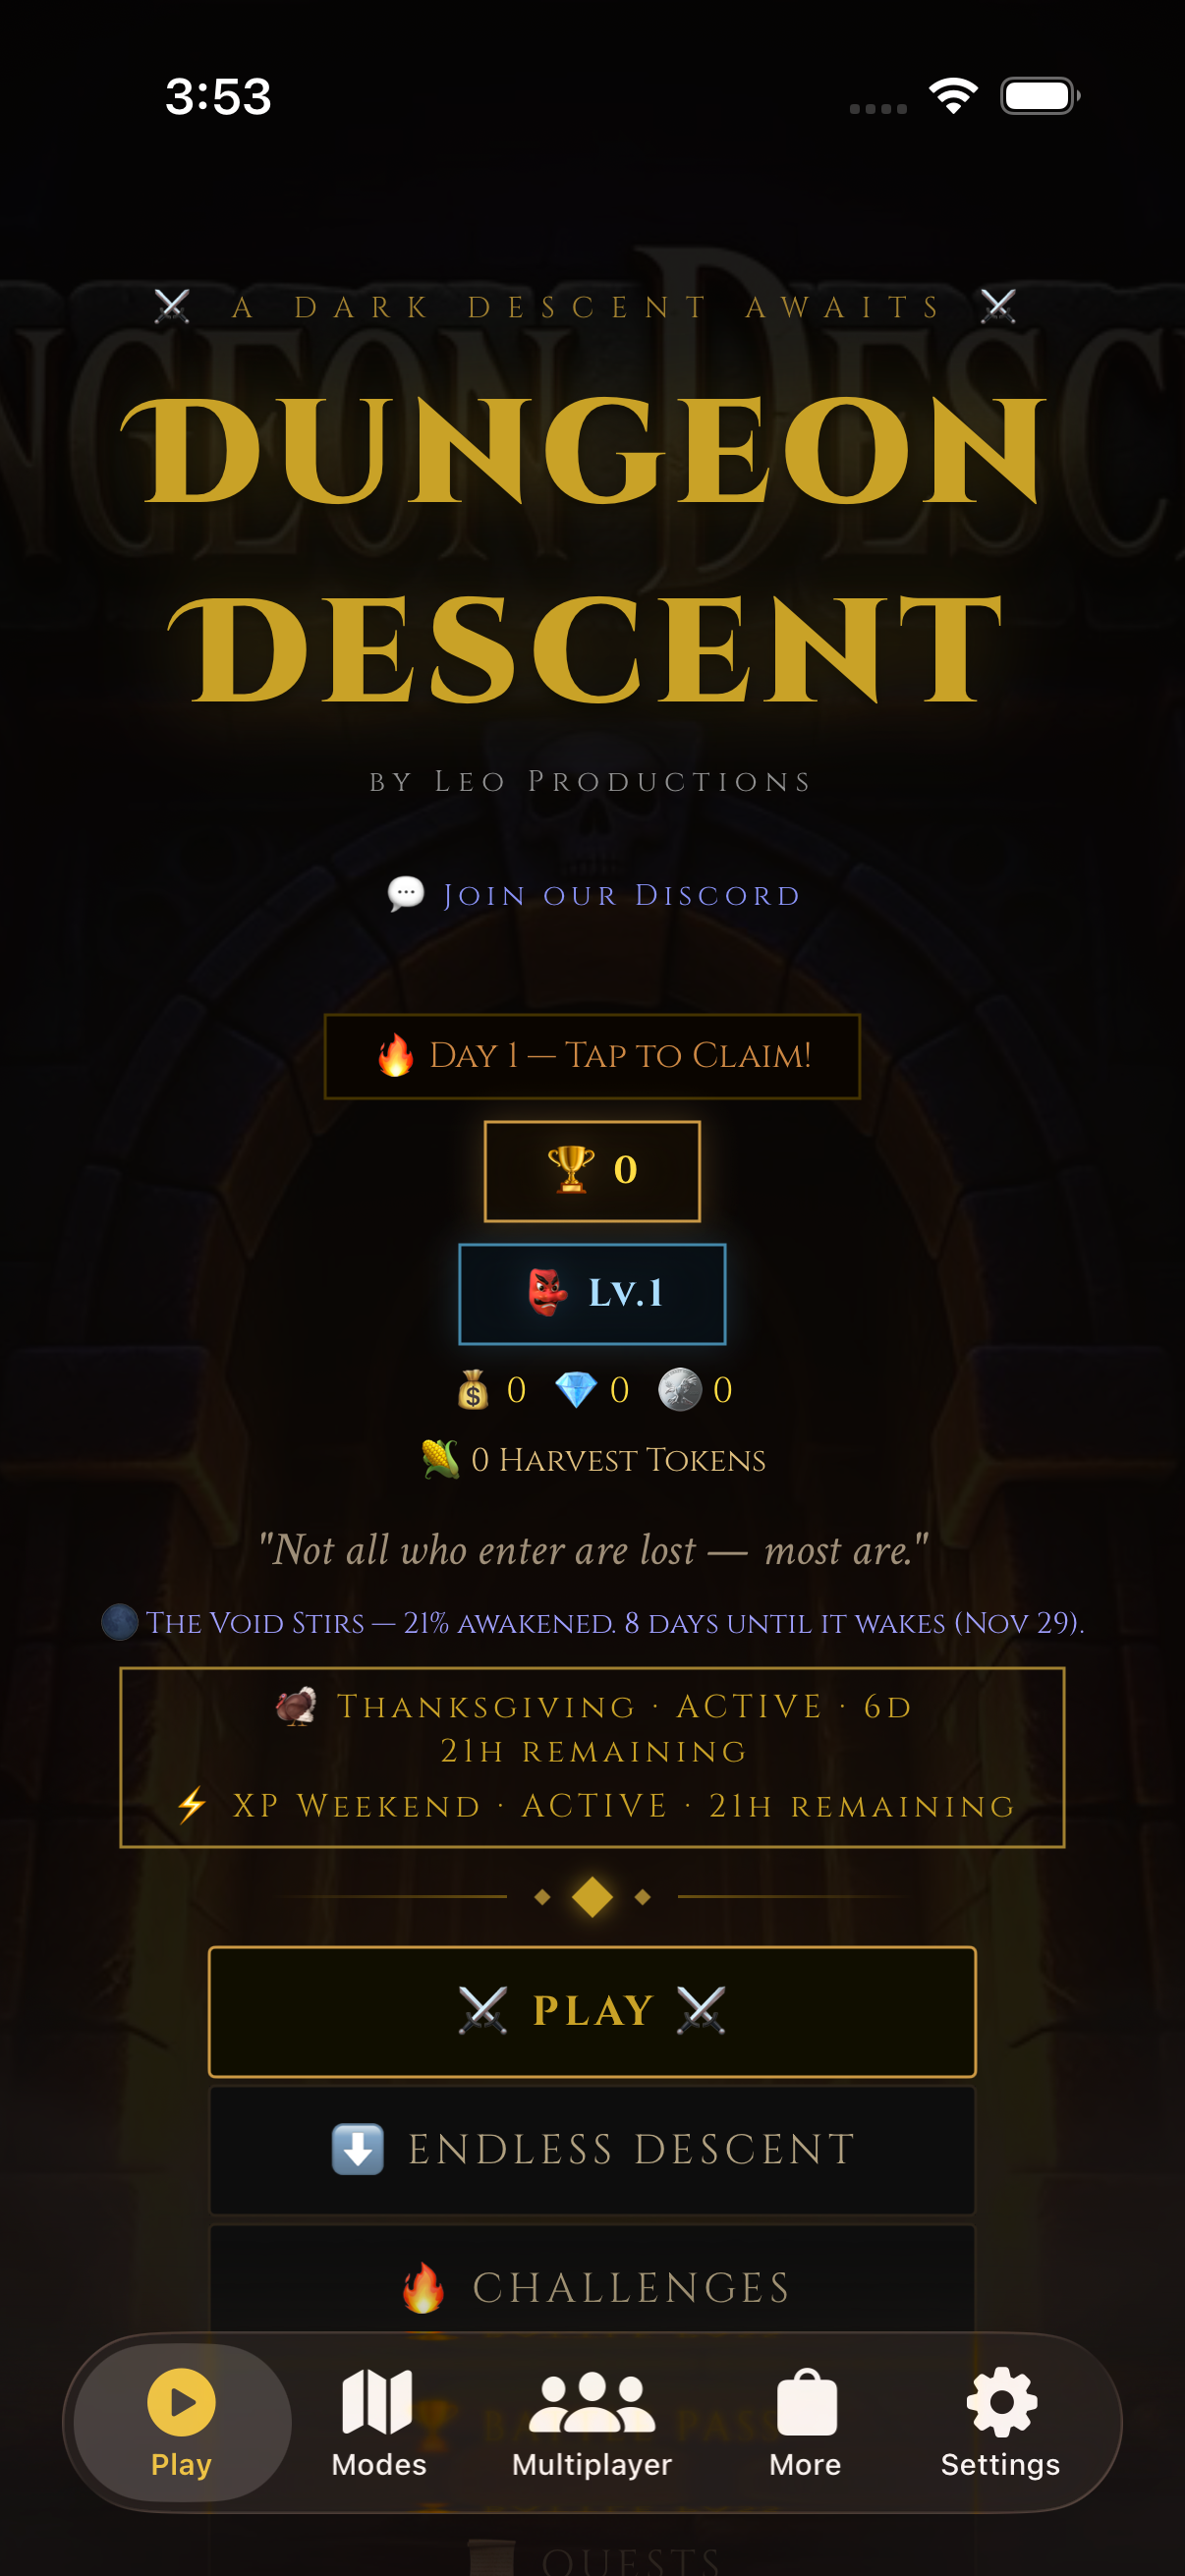 3:53
⚔️ A DARK DESCENT AWAITS ⚔️
DUNGEON
DESCENT
BY LEO PRODUCTIONS
💬 JOIN OUR DISCORD
🔥 DAY 1 — TAP TO CLAIM!
🏆 0
👺 LV.1
💰 0 💎 0 🪙 0
🌽 0 HARVEST TOKENS
"Not all who enter are lost — most are."
🌑 THE VOID STIRS — 21% AWAKENED. 8 DAYS UNTIL IT WAKES (NOV 29).
🦃 THANKSGIVING · ACTIVE · 6D
21H REMAINING
⚡ XP WEEKEND · ACTIVE · 21H REMAINING
⚔️ PLAY ⚔️
⬇️ ENDLESS DESCENT
🔥 CHALLENGES
BATTLE PASS
Play
Modes
Multiplayer
More
Settings
QUESTS